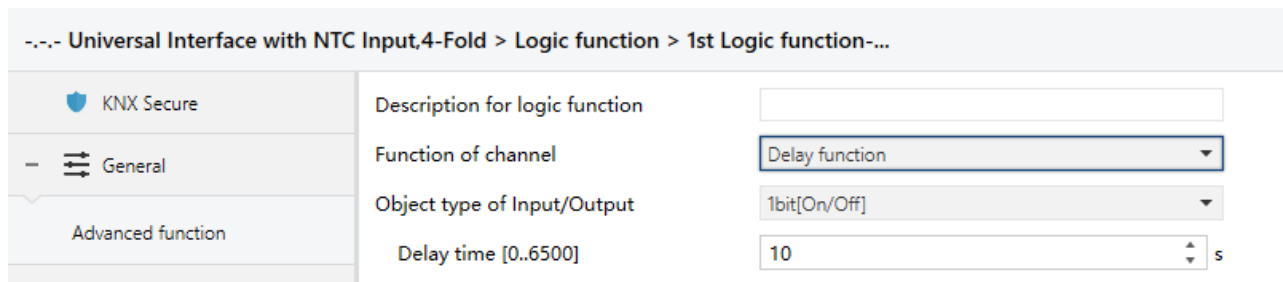 -.-.- Universal Interface with NTC Input,4-Fold > Logic function > 1st Logic function-...
KNX Secure
Description for logic function
General
Function of channel
Delay function
Object type of Input/Output
1bit[On/Off]
Advanced function
Delay time [0..6500]
10
s